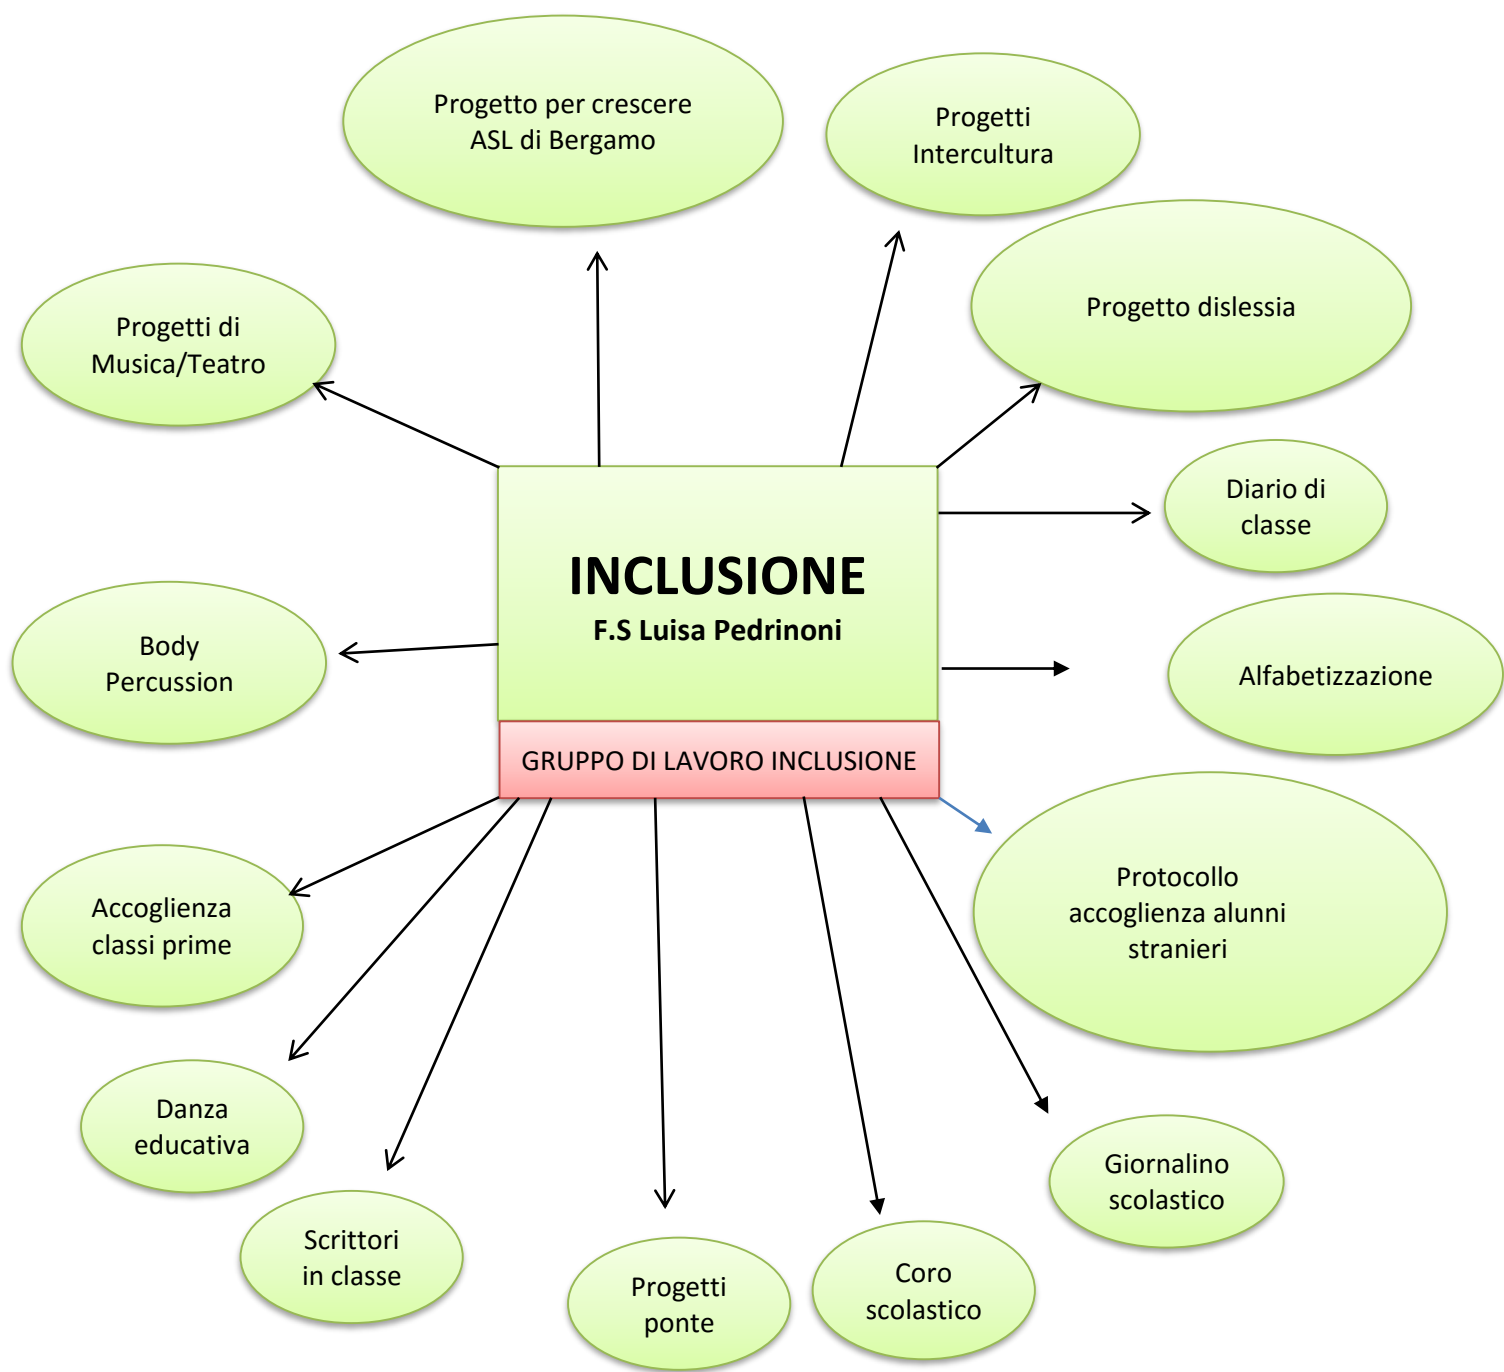 Progetto per crescere
ASL di Bergamo
Progetti
Intercultura
Progetti di
Musica/Teatro
Progetto dislessia
Diario di
classe
INCLUSIONE
F.S Luisa Pedrinoni
Body
Percussion
Alfabetizzazione
GRUPPO DI LAVORO INCLUSIONE
Accoglienza
classi prime
Protocollo
accoglienza alunni
stranieri
Danza
educativa
Giornalino
scolastico
Scrittori
in classe
Progetti
ponte
Coro
scolastico